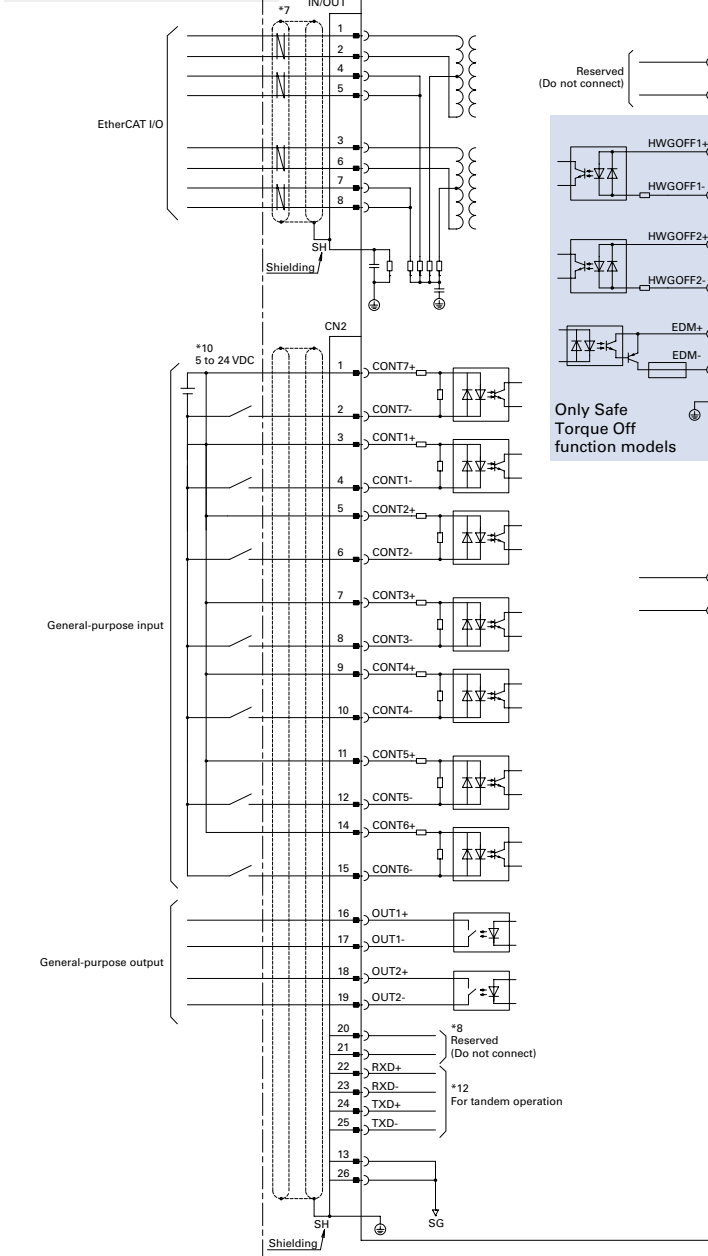 IN/OUT
*7
1
2
4
5
EtherCAT I/O
3
6
7
8
SH
Shielding
Reserved
(Do not connect)
HWGOFF1+
HWGOFF1-
HWGOFF2+
HWGOFF2-
EDM+
EDM-
Only Safe
Torque Off
function models
CN2
*10
5 to 24 VDC
1 CONT7+
2 CONT7-
3 CONT1+
4 CONT1-
5 CONT2+
6 CONT2-
7 CONT3+
General-purpose input
8 CONT3-
9 CONT4+
10 CONT4-
11 CONT5+
12 CONT5-
14 CONT6+
15 CONT6-
16 OUT1+
17 OUT1-
General-purpose output
18 OUT2+
19 OUT2-
20
21
*8
Reserved
(Do not connect)
22 RXD+
23 RXD-
24 TXD+
25 TXD-
*12
For tandem operation
13
26
SH
SG
Shielding